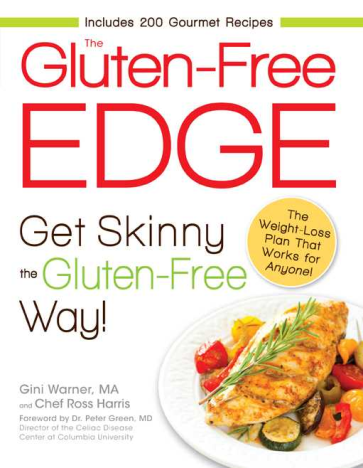 Includes 200 Gourmet Recipes
The
Gluten-Free
EDGE
Get Skinny
the Gluten-Free
Way!
The
Weight-Loss
Plan That
Works for
Anyone!
Gini Warner, MA
and Chef Ross Harris
Foreword by Dr. Peter Green, MD
Director of the Celiac Disease
Center at Columbia University